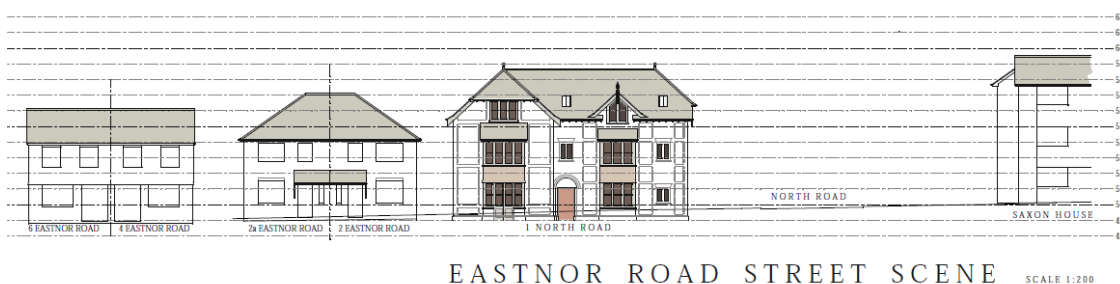 NORTH ROAD
SAXON HOUSE
6 EASTNOR ROAD 4 EASTNOR ROAD 2a EASTNOR ROAD 2 EASTNOR ROAD 1 NORTH ROAD
EASTNOR ROAD STREET SCENE SCALE 1:200